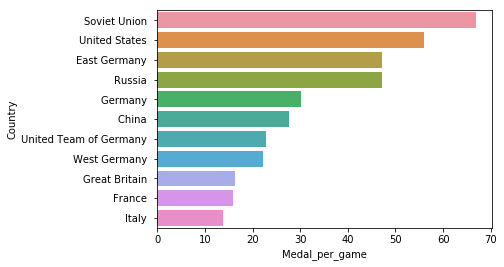 Soviet Union
United States
East Germany
Russia
Germany
China
United Team of Germany
West Germany
Great Britain
France
Italy
Country
0 10 20 30 40 50 60 70
Medal_per_game